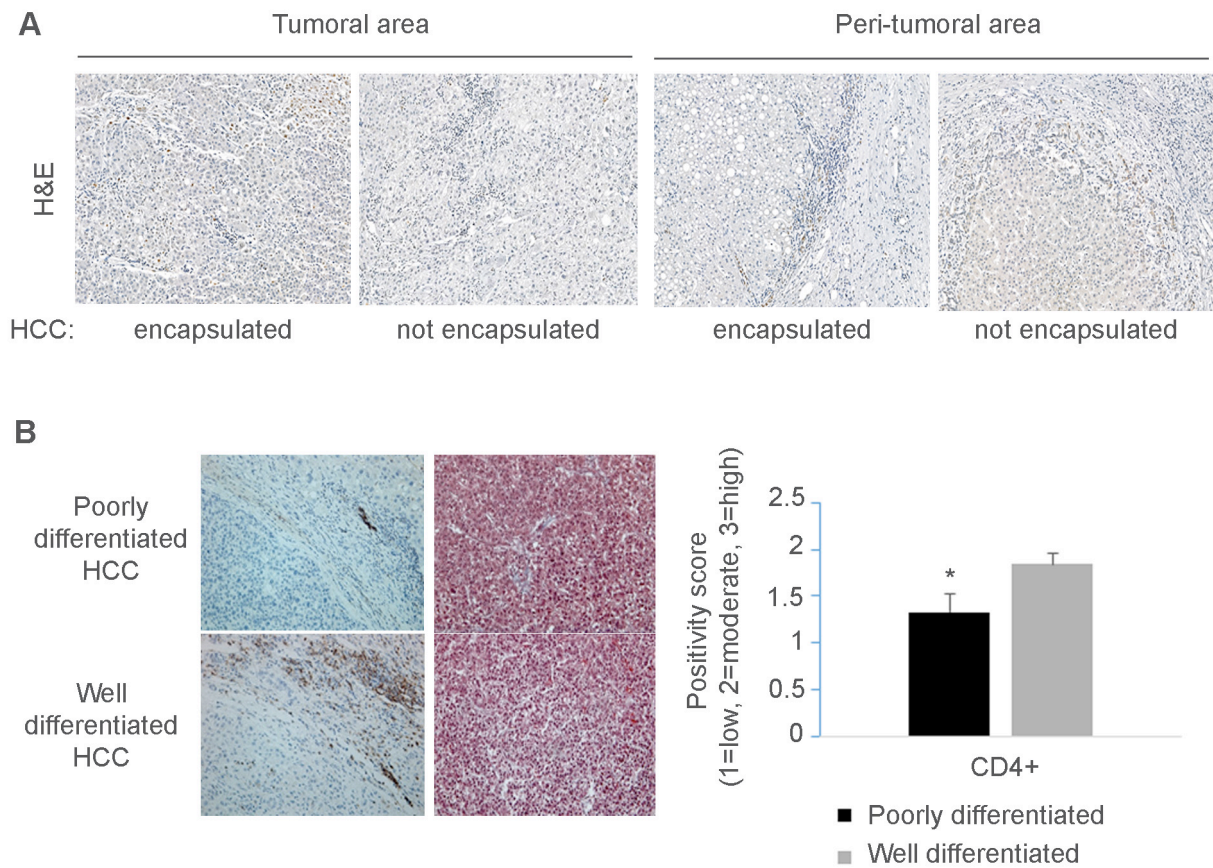 A
Tumoral area
Peri-tumoral area
H&E
HCC:
encapsulated
not encapsulated
encapsulated
not encapsulated
B
Poorly
differentiated
HCC
Well
differentiated
HCC
Positivity score
(1=low, 2=moderate, 3=high)
2.5
2
1.5
1
0.5
0
*
CD4+
Poorly differentiated
Well differentiated